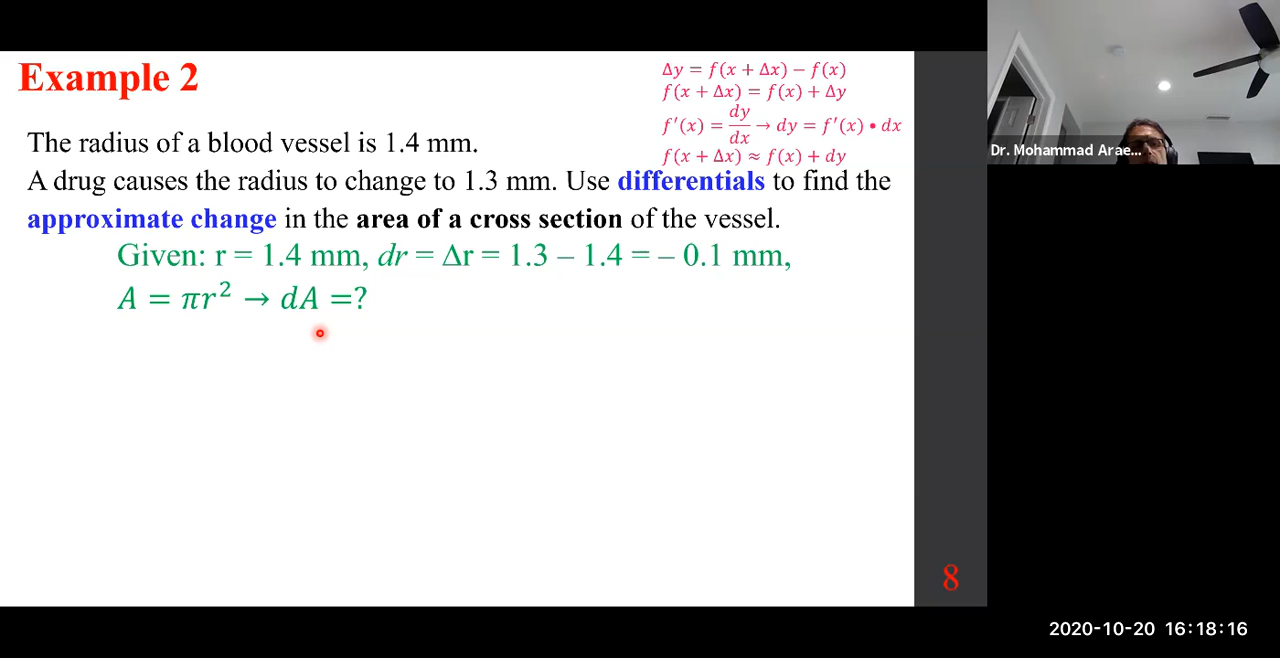 Example 2
Δy = f(x + Δx) − f(x)
f(x + Δx) = f(x) + Δy
f′(x) = dy/dx → dy = f′(x) • dx
f(x + Δx) ≈ f(x) + dy
The radius of a blood vessel is 1.4 mm.
A drug causes the radius to change to 1.3 mm. Use differentials to find the
approximate change in the area of a cross section of the vessel.
Given: r = 1.4 mm, dr = Δr = 1.3 – 1.4 = – 0.1 mm,
A = πr² → dA =?
8
Dr. Mohammad Arae...
2020-10-20 16:18:16